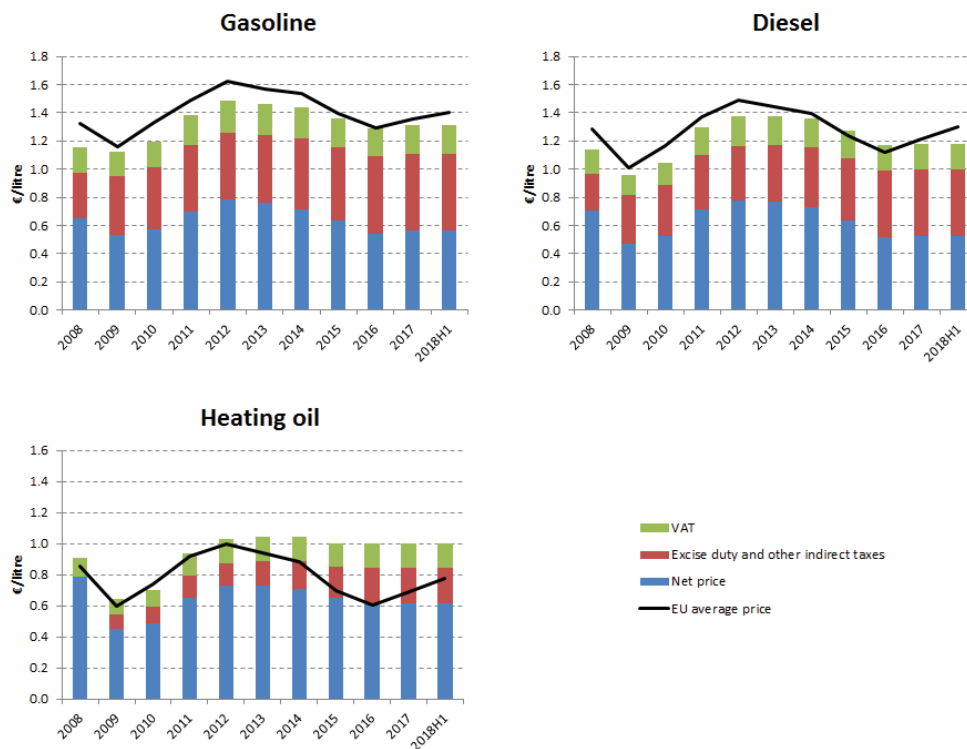 Gasoline
1.8
1.6
1.4
1.2
1.0
0.8
0.6
0.4
0.2
0.0
€/litre
2008 2009 2010 2011 2012 2013 2014 2015 2016 2017 2018H1
Diesel
1.8
1.6
1.4
1.2
1.0
0.8
0.6
0.4
0.2
0.0
€/litre
2008 2009 2010 2011 2012 2013 2014 2015 2016 2017 2018H1
Heating oil
1.6
1.4
1.2
1.0
0.8
0.6
0.4
0.2
0.0
€/litre
2008 2009 2010 2011 2012 2013 2014 2015 2016 2017 2018H1
VAT
Excise duty and other indirect taxes
Net price
EU average price